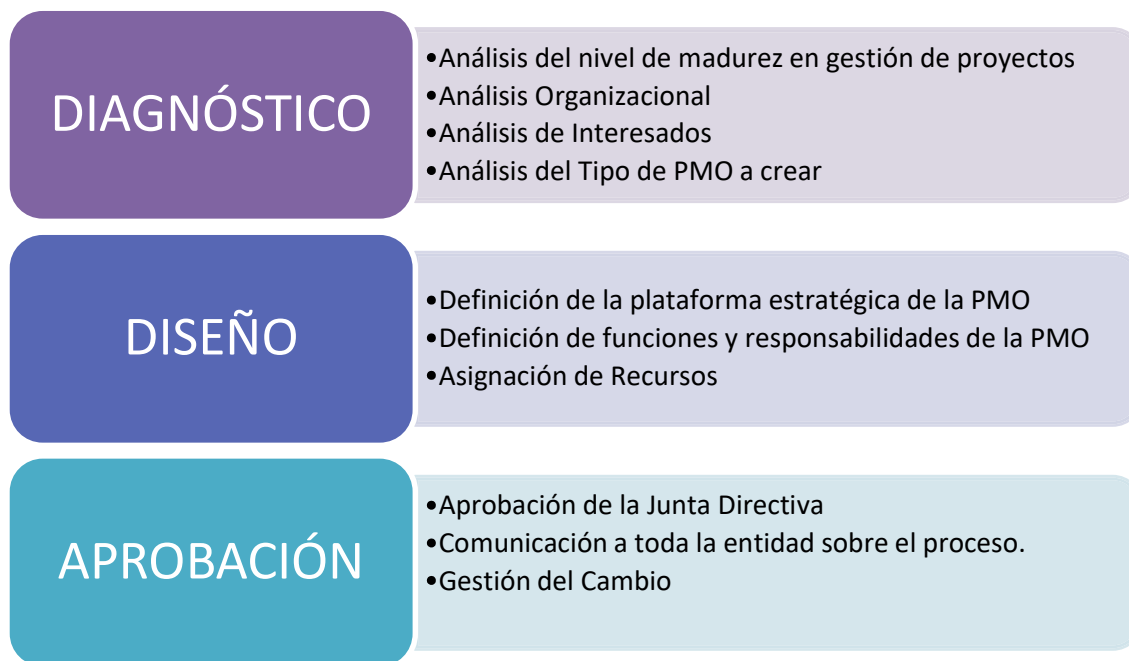 DIAGNÓSTICO
•Análisis del nivel de madurez en gestión de proyectos
•Análisis Organizacional
•Análisis de Interesados
•Análisis del Tipo de PMO a crear
DISEÑO
•Definición de la plataforma estratégica de la PMO
•Definición de funciones y responsabilidades de la PMO
•Asignación de Recursos
APROBACIÓN
•Aprobación de la Junta Directiva
•Comunicación a toda la entidad sobre el proceso.
•Gestión del Cambio